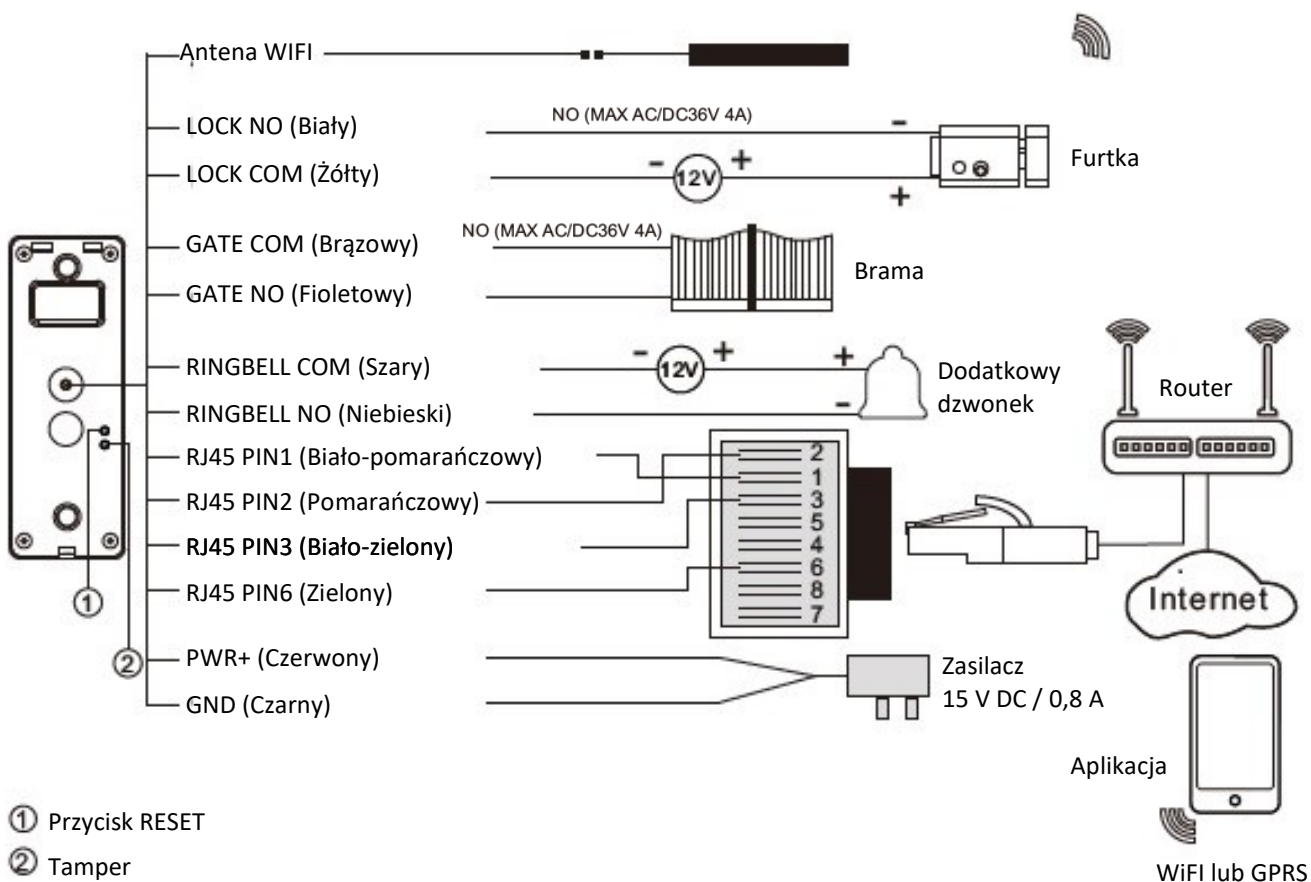 Antena WIFI
LOCK NO (Biały)
NO (MAX AC/DC36V 4A)
-
LOCK COM (Żółty)
- 12V +
+
Furtka
GATE COM (Brązowy)
NO (MAX AC/DC36V 4A)
GATE NO (Fioletowy)
Brama
RINGBELL COM (Szary)
- 12V +
+
RINGBELL NO (Niebieski)
-
Dodatkowy
dzwonek
Router
RJ45 PIN1 (Biało-pomarańczowy)
RJ45 PIN2 (Pomarańczowy)
RJ45 PIN3 (Biało-zielony)
RJ45 PIN6 (Zielony)
2
1
3
5
4
6
8
7
Internet
1
2
PWR+ (Czerwony)
GND (Czarny)
Zasilacz
15 V DC / 0,8 A
Aplikacja
WiFI lub GPRS
① Przycisk RESET
② Tamper